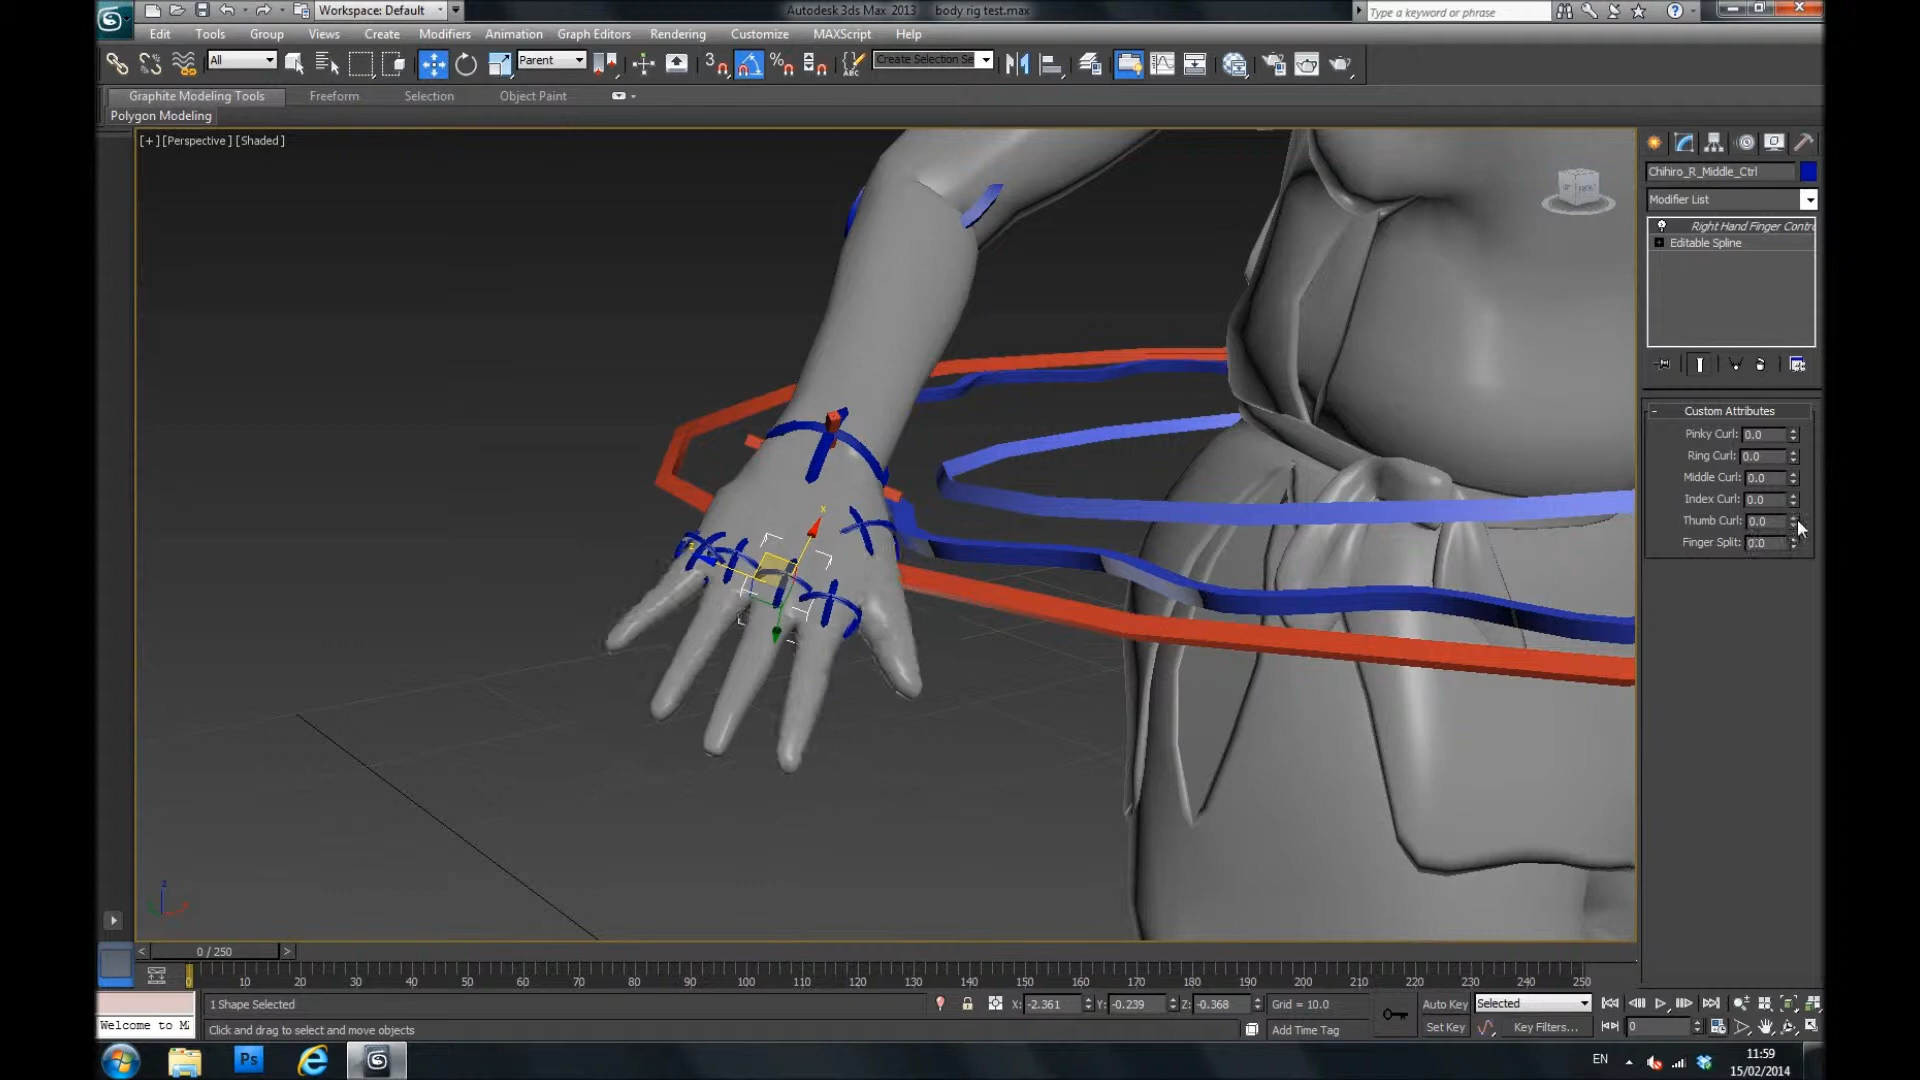 Workspace: Default
Autodesk 3ds Max 2013 body rig test.max
Type a keyword or phrase
Edit Tools Group Views Create Modifiers Animation Graph Editors Rendering Customize MAXScript Help
All
Parent
3
%
ABC
Create Selection Se
Graphite Modeling Tools Freeform Selection Object Paint
Polygon Modeling
[+] [Perspective] [Shaded]
Chihiro_R_Middle_Ctrl
Modifier List
Right Hand Finger Contr
Editable Spline
- Custom Attributes
Pinky Curl: 0.0
Ring Curl: 0.0
Middle Curl: 0.0
Index Curl: 0.0
Thumb Curl: 0.0
Finger Split: 0.0
x
z
< 0 / 250 >
10 20 30 40 50 60 70 80 90 100 110 120 130 140 150 160 170 180 190 200 210 220 230 240 250
1 Shape Selected
X: -2.361 Y: -0.239 Z: -0.368 Grid = 10.0
Auto Key Selected
Welcome to M
Click and drag to select and move objects
Add Time Tag
Set Key Key Filters... 0
Ps
EN
11:59
15/02/2014